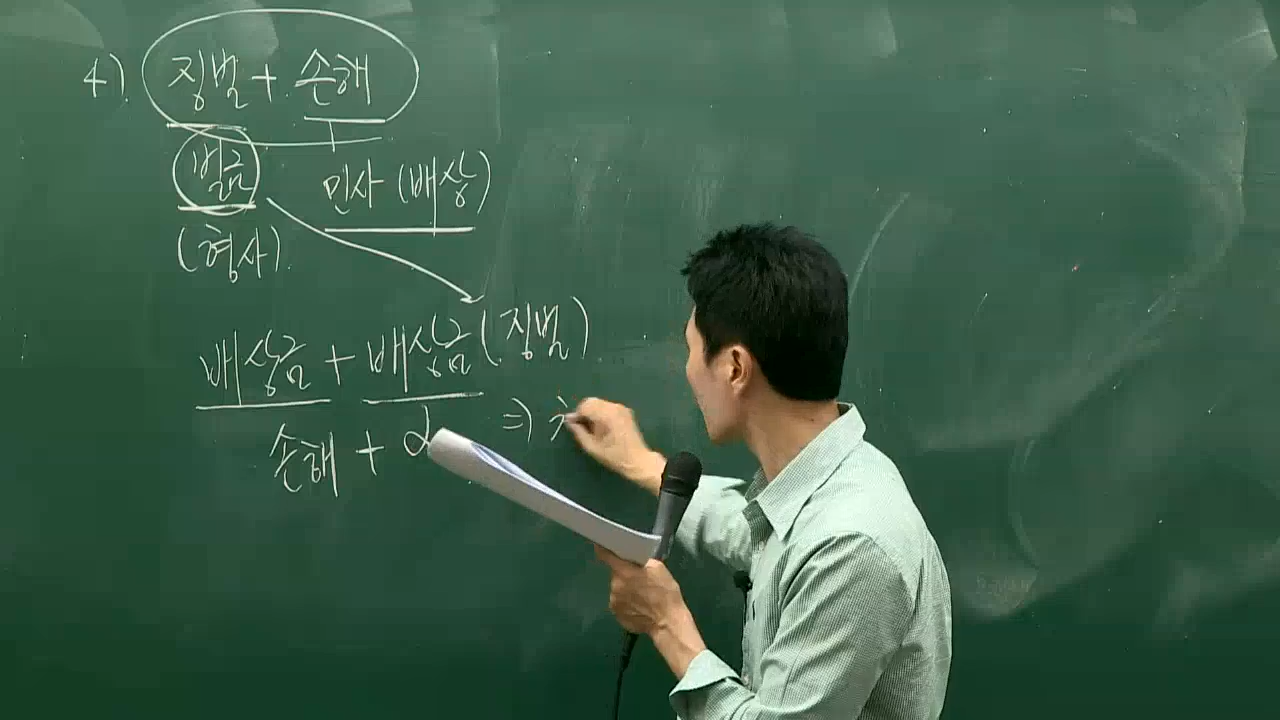 4). 징벌 + 손해
벌금 민사 (배상)
(형사).
배상금 + 배상금 (징벌)
손해 + α ⇒